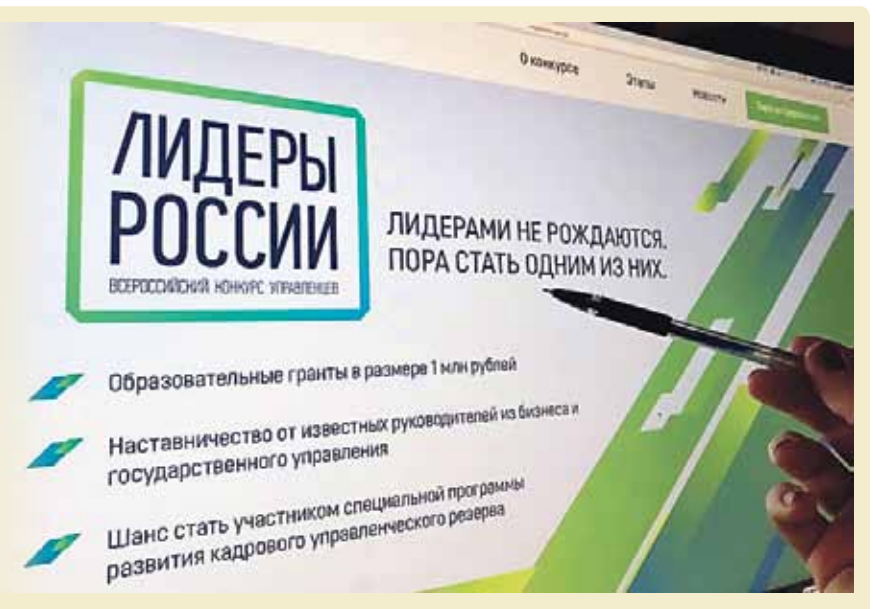 О конкурсе
Этапы
Новости
ЛИДЕРЫ
РОССИИ
ВСЕРОССИЙСКИЙ КОНКУРС УПРАВЛЕНЦЕВ
ЛИДЕРАМИ НЕ РОЖДАЮТСЯ.
ПОРА СТАТЬ ОДНИМ ИЗ НИХ.
Образовательные гранты в размере 1 млн рублей
Наставничество от известных руководителей из бизнеса и
государственного управления
Шанс стать участником специальной программы
развития кадрового управленческого резерва